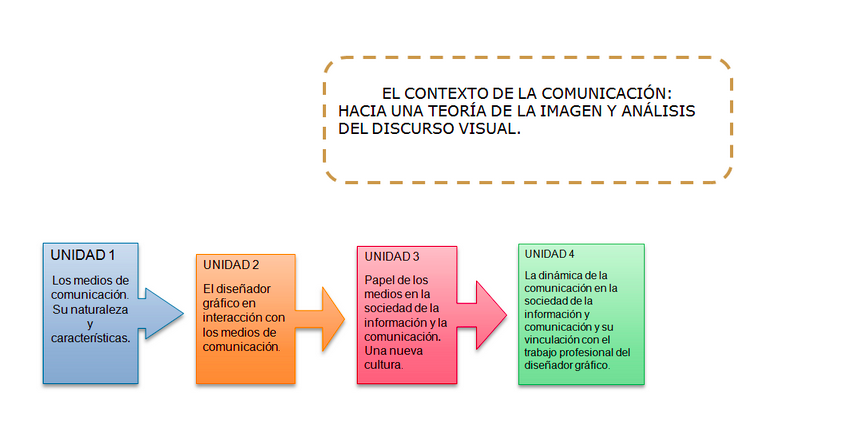 EL CONTEXTO DE LA COMUNICACIÓN:
HACIA UNA TEORÍA DE LA IMAGEN Y ANÁLISIS
DEL DISCURSO VISUAL.
UNIDAD 1
Los medios de
comunicación.
Su naturaleza
y
características.
UNIDAD 2
El diseñador
gráfico en
interacción con
los medios de
comunicación.
UNIDAD 3
Papel de los
medios en la
sociedad de la
información y la
comunicación.
Una nueva
cultura.
UNIDAD 4
La dinámica de la
comunicación en la
sociedad de la
información y
comunicación y su
vinculación con el
trabajo profesional del
diseñador gráfico.